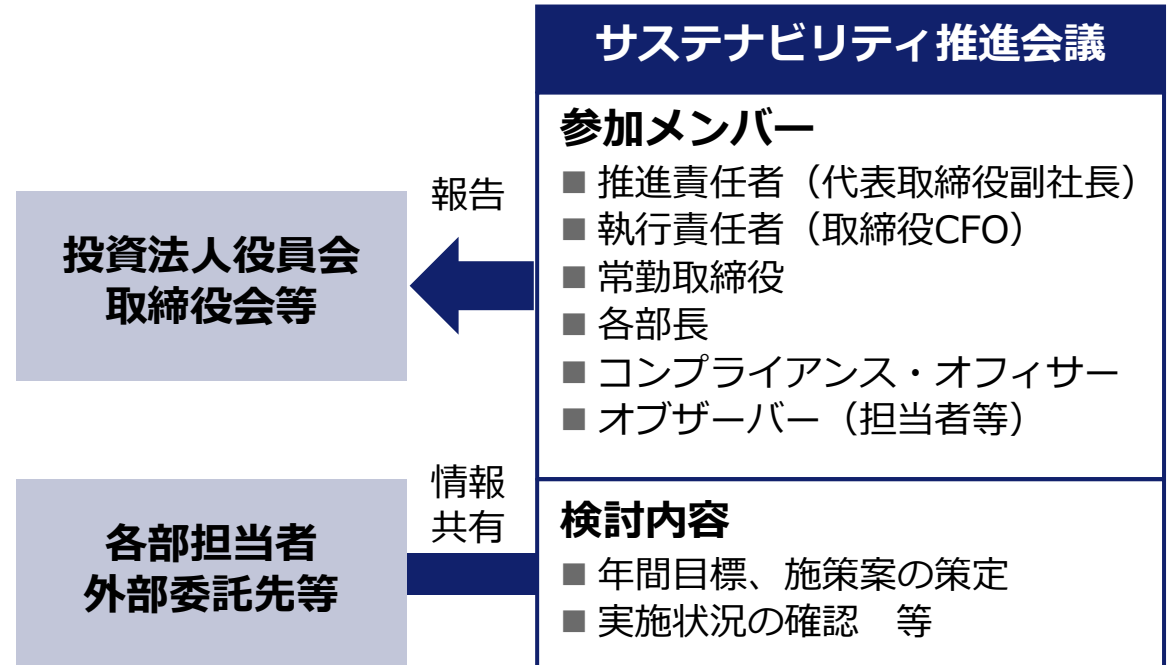 サステナビリティ推進会議
参加メンバー
■ 推進責任者（代表取締役副社長）
■ 執行責任者（取締役CFO）
■ 常勤取締役
■ 各部長
■ コンプライアンス・オフィサー
■ オブザーバー（担当者等）
報告
投資法人役員会
取締役会等
情報
共有
各部担当者
外部委託先等
検討内容
■ 年間目標、施策案の策定
■ 実施状況の確認　等